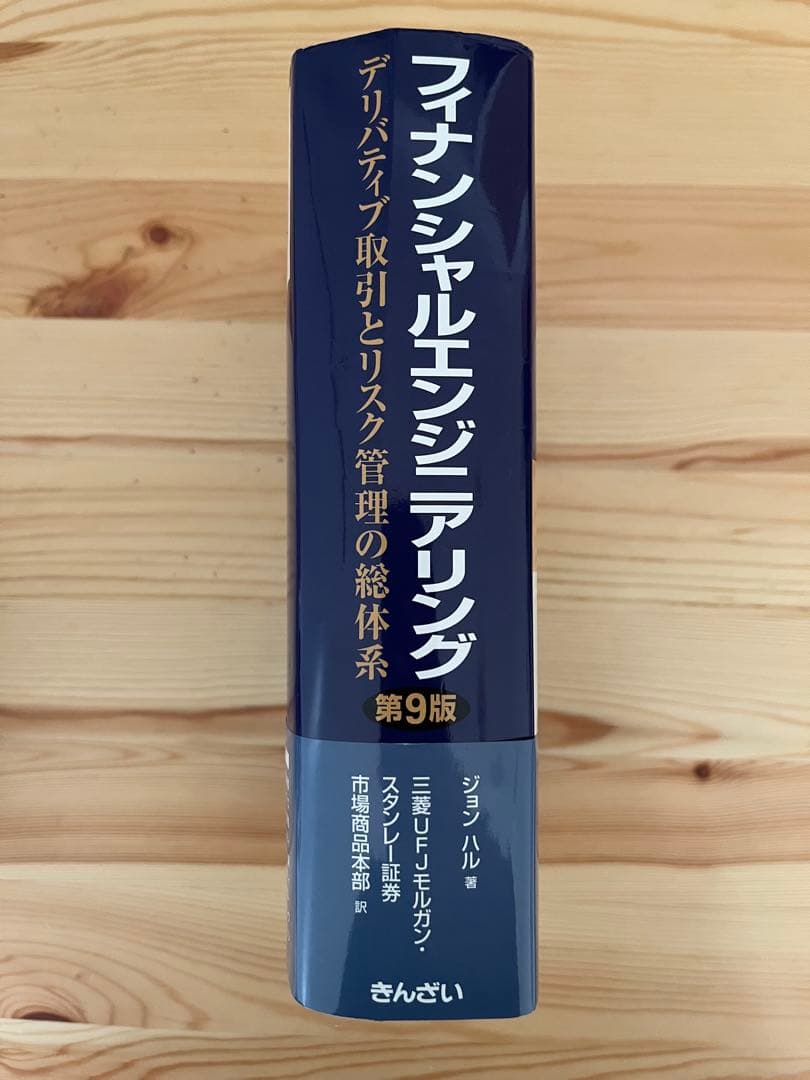 フィナンシャルエンジニアリング
デリバティブ取引とリスク管理の総体系
第9版
ジョン ハル 著
三菱UFJモルガン・
スタンレー証券
市場商品本部 訳
きんざい